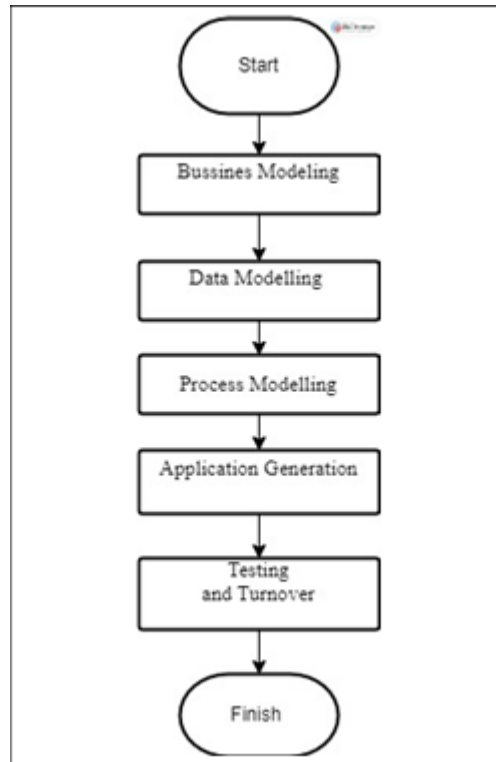 Start
Bussines Modeling
Data Modelling
Process Modelling
Application Generation
Testing
and Turnover
Finish